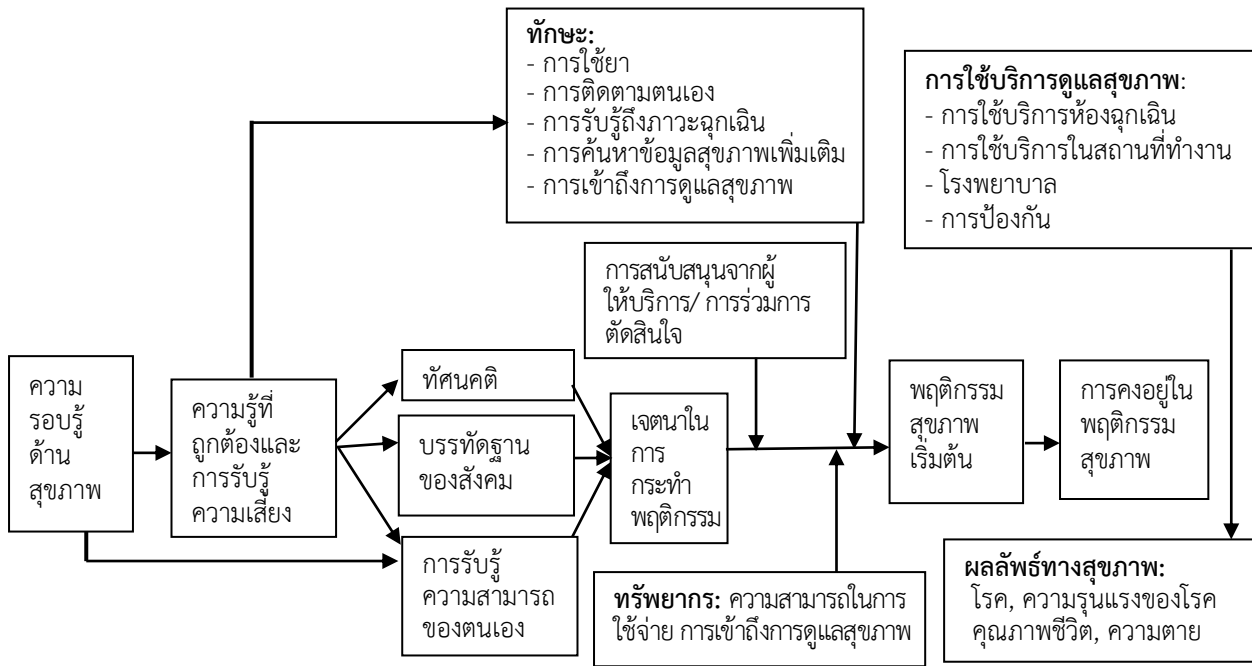 ทักษะ:
- การใช้ยา
- การติดตามตนเอง
- การรับรู้ถึงภาวะฉุกเฉิน
- การค้นหาข้อมูลสุขภาพเพิ่มเติม
- การเข้าถึงการดูแลสุขภาพ
การใช้บริการดูแลสุขภาพ:
- การใช้บริการห้องฉุกเฉิน
- การใช้บริการในสถานที่ทำงาน
- โรงพยาบาล
- การป้องกัน
การสนับสนุนจากผู้
ให้บริการ/ การร่วมการ
ตัดสินใจ
ความ
รอบรู้
ด้าน
สุขภาพ
ความรู้ที่
ถูกต้องและ
การรับรู้
ความเสี่ยง
ทัศนคติ
บรรทัดฐาน
ของสังคม
การรับรู้
ความสามารถ
ของตนเอง
เจตนาใน
การ
กระทำ
พฤติกรรม
พฤติกรรม
สุขภาพ
เริ่มต้น
การคงอยู่ใน
พฤติกรรม
สุขภาพ
ทรัพยากร: ความสามารถในการ
ใช้จ่าย การเข้าถึงการดูแลสุขภาพ
ผลลัพธ์ทางสุขภาพ:
โรค, ความรุนแรงของโรค
คุณภาพชีวิต, ความตาย